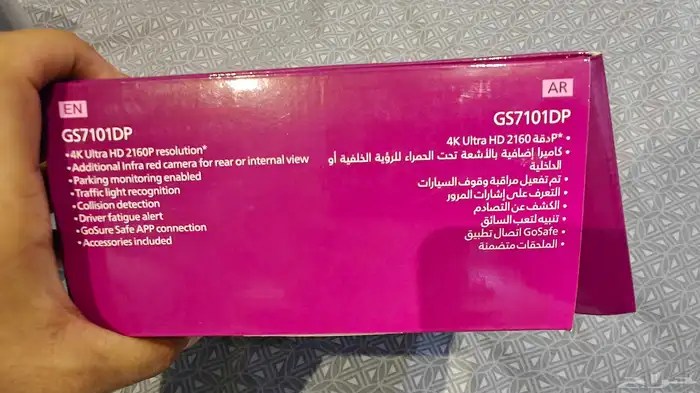 EN
GS7101DP
•4K Ultra HD 2160P resolution*
•Additional Infra red camera for rear or internal view
•Parking monitoring enabled
•Traffic light recognition
•Collision detection
•Driver fatigue alert
•GoSure Safe APP connection
•Accessories included
AR
GS7101DP
• 4K Ultra HD 2160 دقةP*
• كاميرا إضافية بالأشعة تحت الحمراء للرؤية الخلفية أو
الداخلية
• تم تفعيل مراقبة وقوف السيارات
• التعرف على إشارات المرور
• الكشف عن التصادم
• تنبيه لتعب السائق
• GoSafe اتصال تطبيق
• الملحقات متضمنة
حراج